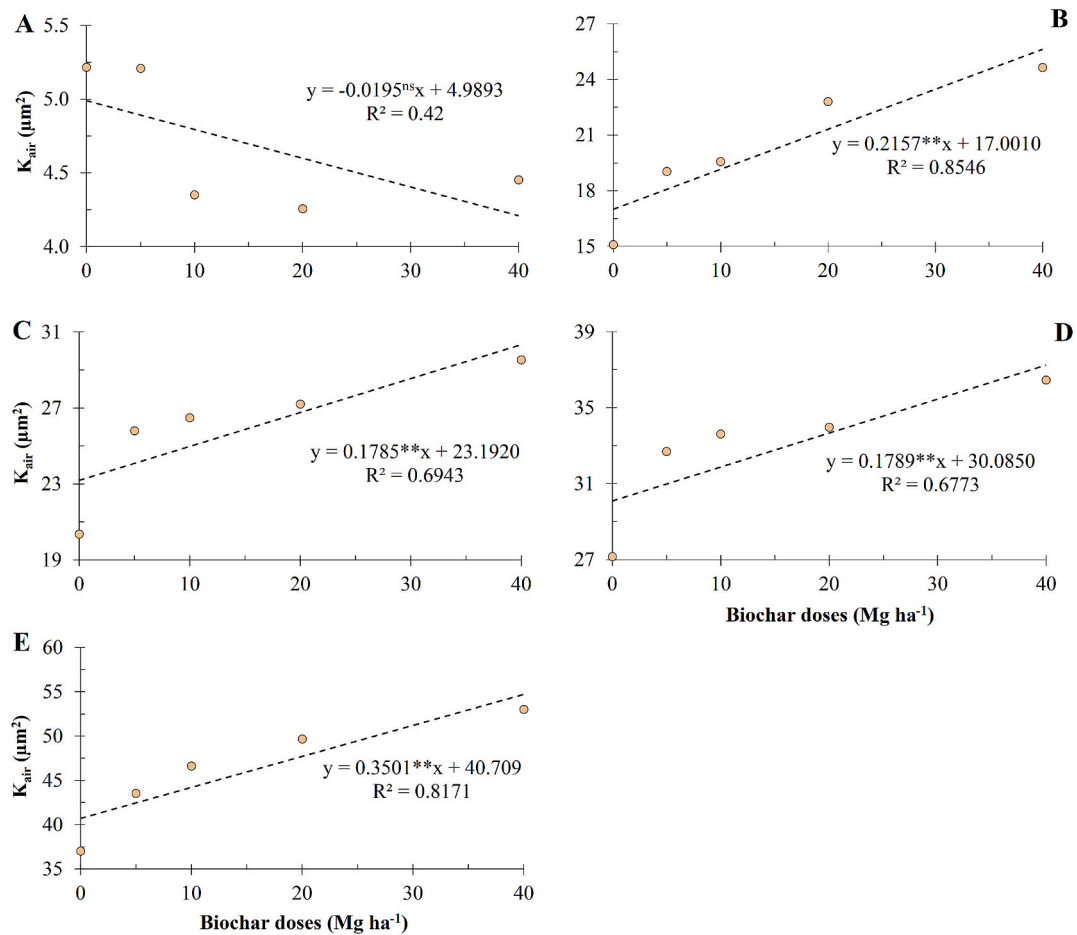 A
5.5
5.0
4.5
4.0
K_air (µm²)
y = -0.0195ⁿˢx + 4.9893
R² = 0.42
0 10 20 30 40
B
27
24
21
18
15
y = 0.2157**x + 17.0010
R² = 0.8546
0 10 20 30 40
C
31
27
23
19
K_air (µm²)
y = 0.1785**x + 23.1920
R² = 0.6943
0 10 20 30 40
D
39
35
31
27
y = 0.1789**x + 30.0850
R² = 0.6773
0 10 20 30 40
Biochar doses (Mg ha⁻¹)
E
60
55
50
45
40
35
K_air (µm²)
y = 0.3501**x + 40.709
R² = 0.8171
0 10 20 30 40
Biochar doses (Mg ha⁻¹)